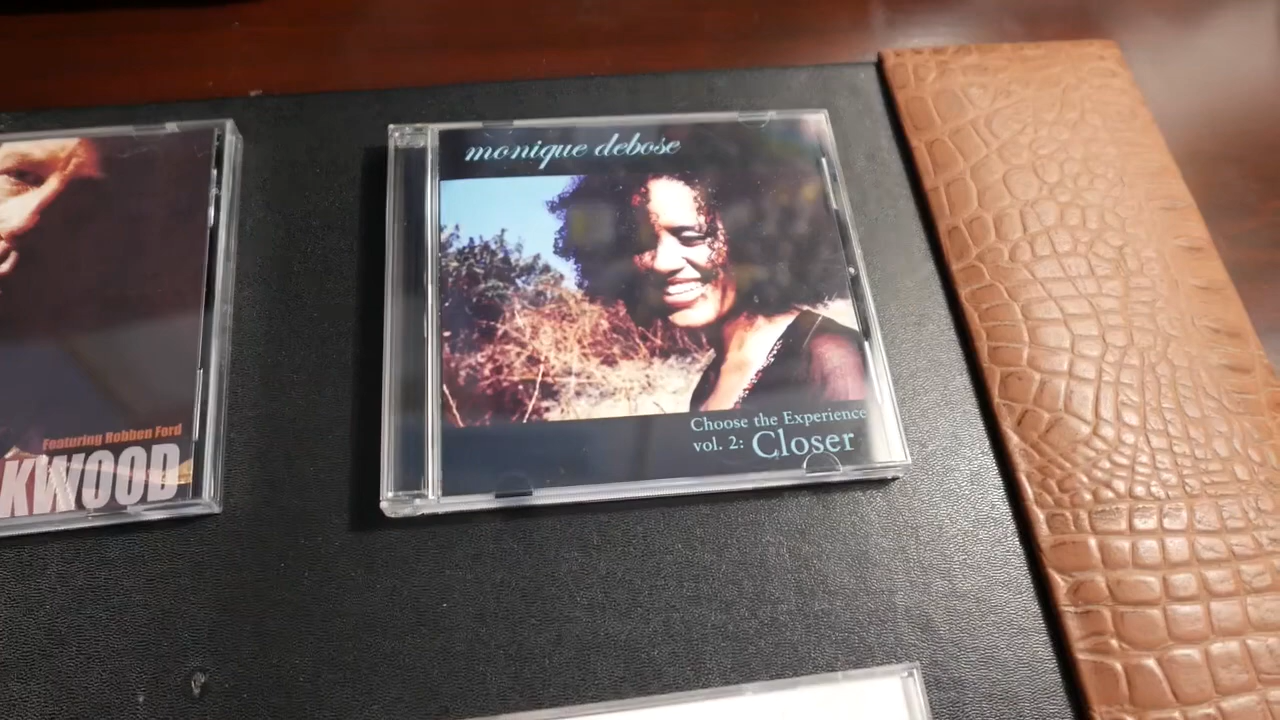 monique debose
Choose the Experience
vol. 2: Closer
Featuring Robben Ford
KWOOD